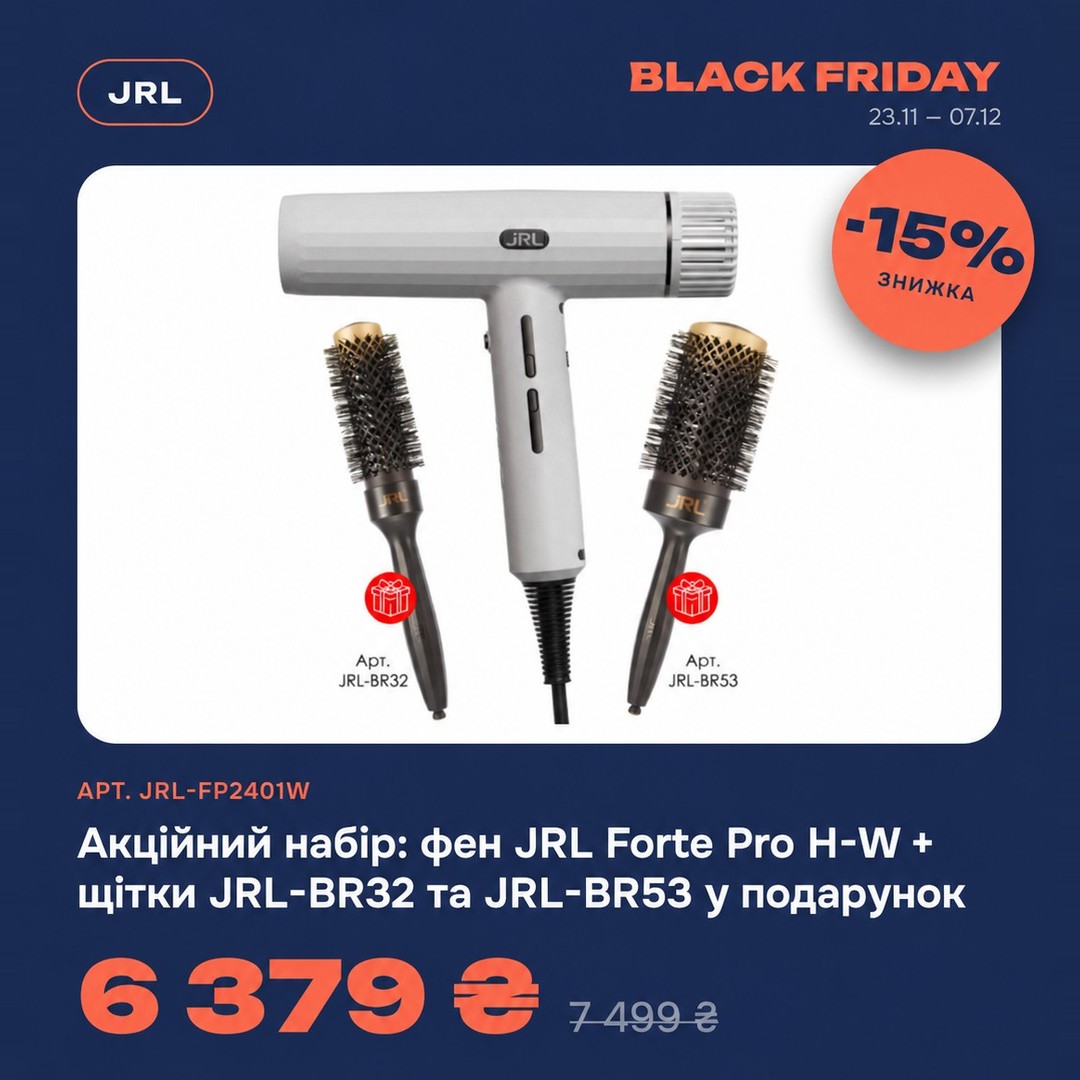 JRL
BLACK FRIDAY
23.11 – 07.12
-15%
ЗНИЖКА
JRL
JRL
JRL
Арт.
JRL-BR32
Арт.
JRL-BR53
АРТ. JRL-FP2401W
Акційний набір: фен JRL Forte Pro H-W +
щітки JRL-BR32 та JRL-BR53 у подарунок
6 379 ₴ 7 499 ₴